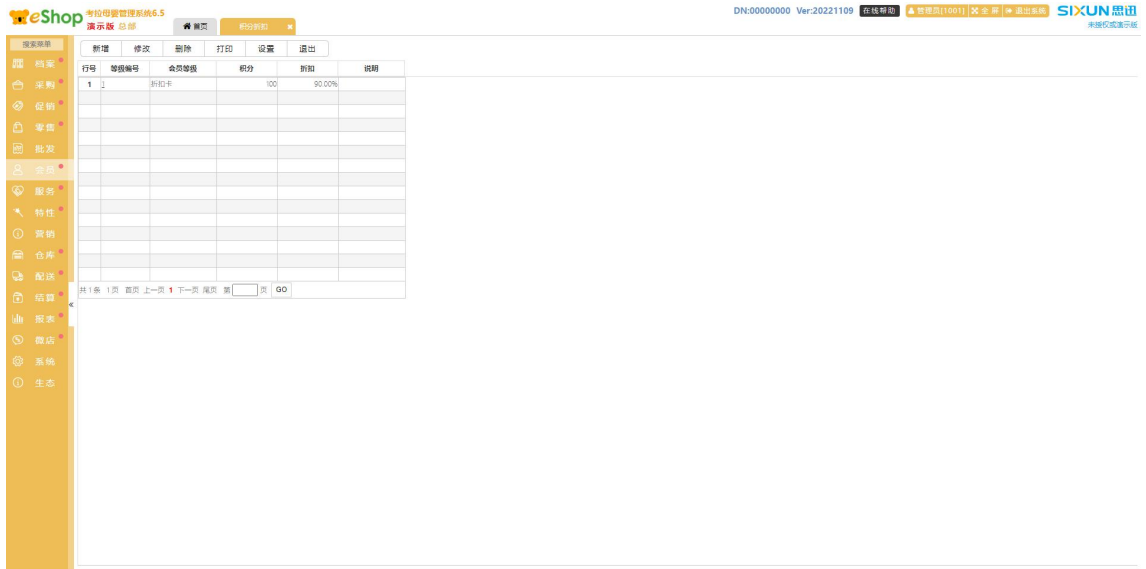 eShop 考拉母婴管理系统6.5
演示版 总部
首页 积分折扣 ×
DN:00000000 Ver:20221109 在线帮助 管理员[1001] 全屏 退出系统 SIXUN思迅
未授权或演示版
搜索菜单
新增 修改 删除 打印 设置 退出
行号 等级编号 会员等级 积分 折扣 说明
1 1 折扣卡 100 90.00%
共1条 1页 首页 上一页 1 下一页 尾页 第 页 GO
档案
采购
促销
零售
批发
会员
服务
特性
营销
仓库
配送
结算
«
报表
微店
系统
生态